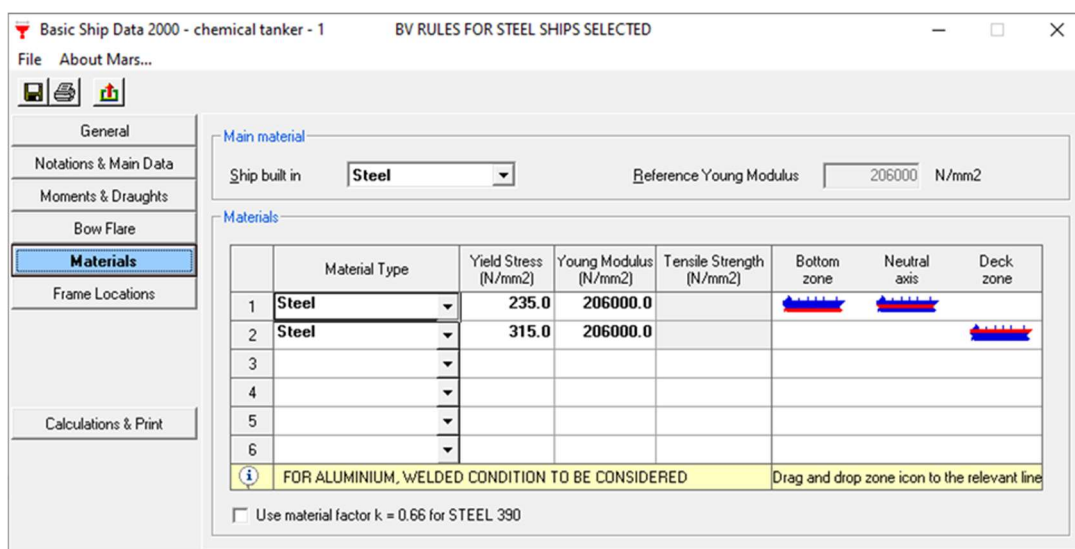 Basic Ship Data 2000 - chemical tanker - 1 BV RULES FOR STEEL SHIPS SELECTED
File About Mars...
General
Notations & Main Data
Moments & Draughts
Bow Flare
Materials
Frame Locations
Calculations & Print
Main material
Ship built in Steel Reference Young Modulus 206000 N/mm2
Materials
Material Type Yield Stress (N/mm2) Young Modulus (N/mm2) Tensile Strength (N/mm2) Bottom zone Neutral axis Deck zone
1 Steel 235.0 206000.0
2 Steel 315.0 206000.0
3
4
5
6
FOR ALUMINIUM, WELDED CONDITION TO BE CONSIDERED Drag and drop zone icon to the relevant line
Use material factor k = 0.66 for STEEL 390